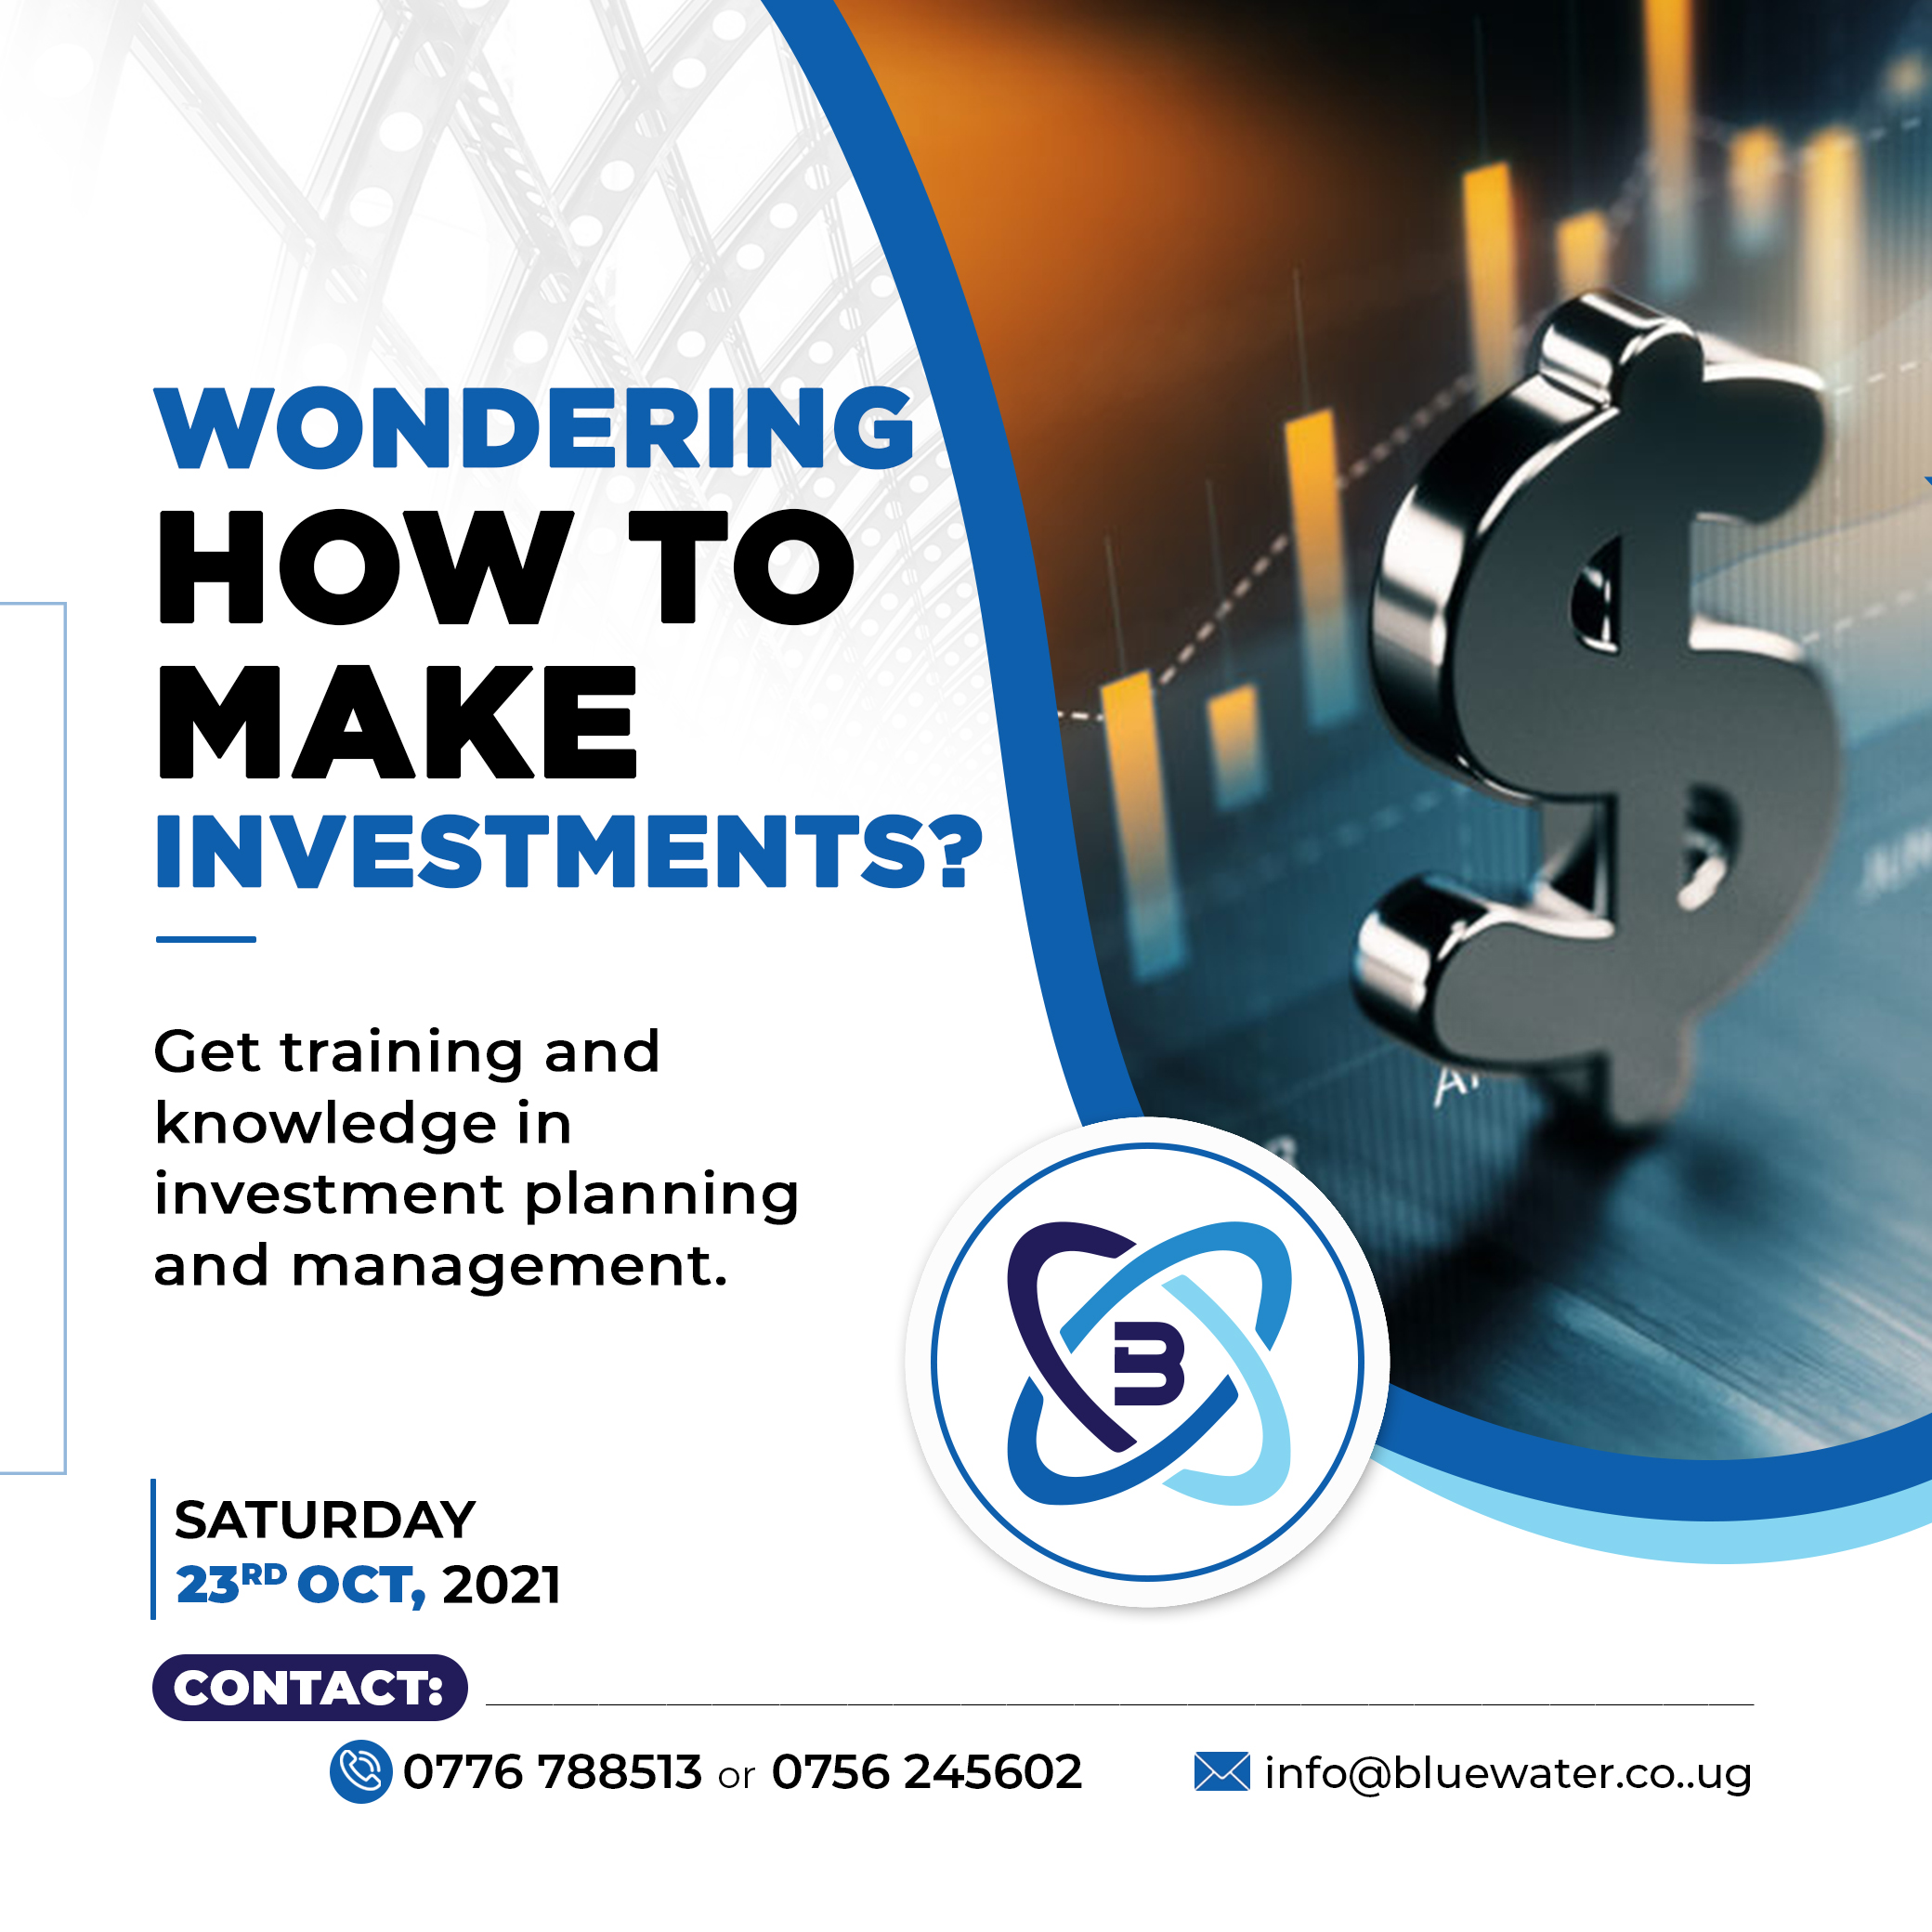 WONDERING
HOW TO
MAKE
INVESTMENTS?
Get training and
knowledge in
investment planning
and management.
B
SATURDAY
23RD OCT, 2021
CONTACT:
0776 788513 or 0756 245602
info@bluewater.co..ug